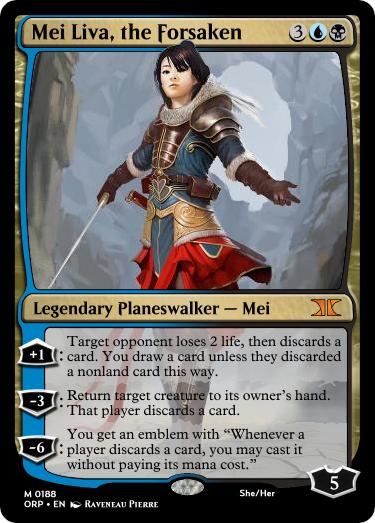 Mei Liva, the Forsaken 3
Legendary Planeswalker — Mei
+1: Target opponent loses 2 life, then discards a
card. You draw a card unless they discarded
a nonland card this way.
-3: Return target creature to its owner's hand.
That player discards a card.
-6: You get an emblem with “Whenever a
player discards a card, you may cast it
without paying its mana cost.”
5
M 0188 She/Her
ORP • EN Raveneau Pierre